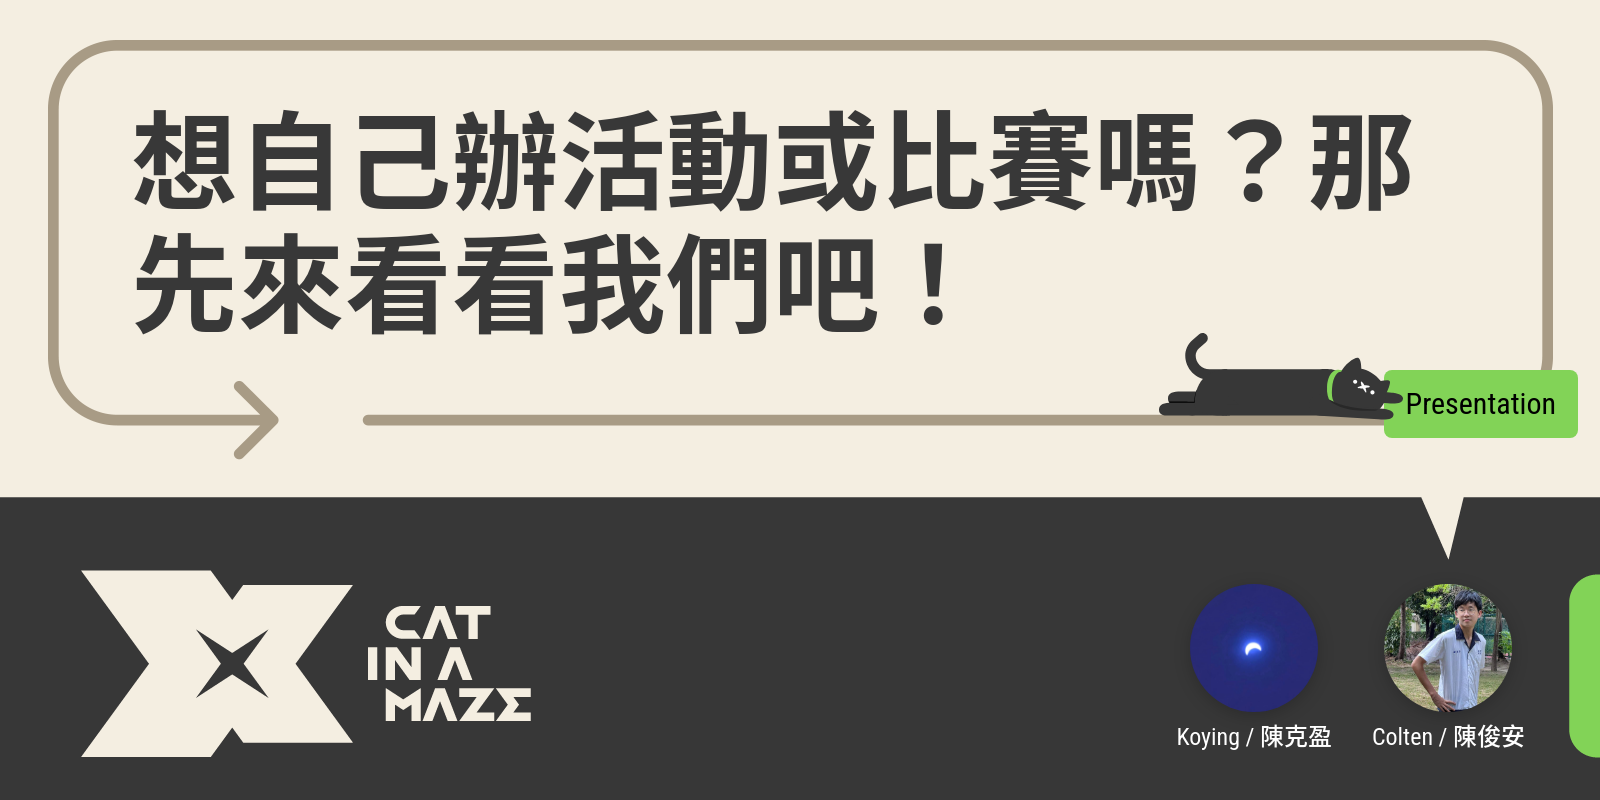 想自己辦活動或比賽嗎？那
先來看看我們吧！
Presentation
CAT
IN A
MAZE
Koying / 陳克盈
Colten / 陳俊安